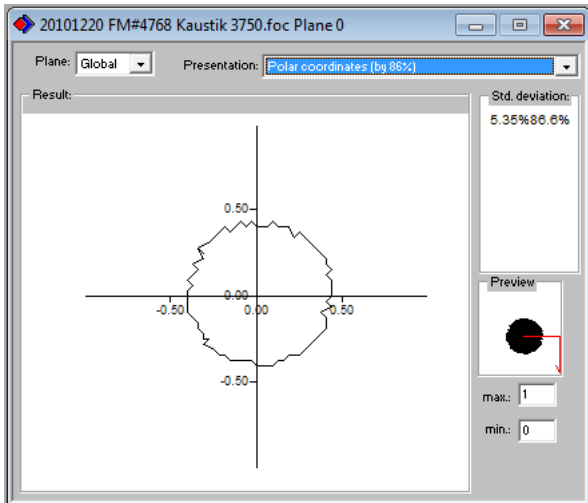 20101220 FM#4768 Kaustik 3750.foc Plane 0
Plane: Global Presentation: Polar coordinates (by 86%)
Result:
Std. deviation:
5.35%86.6%
0.50
0.00
-0.50 0.00 0.50
-0.50
Preview
max.: 1
min.: 0